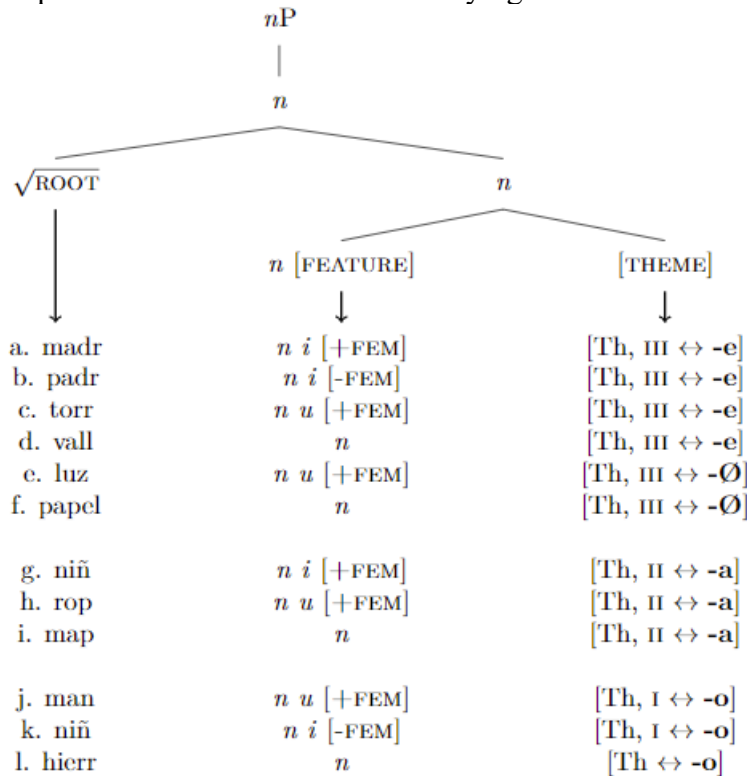 nP
n
√ROOT n
n [FEATURE] [THEME]
a. madr n i [+FEM] [Th, III ↔ -e]
b. padr n i [-FEM] [Th, III ↔ -e]
c. torr n u [+FEM] [Th, III ↔ -e]
d. vall n [Th, III ↔ -e]
e. luz n u [+FEM] [Th, III ↔ -Ø]
f. papel n [Th, III ↔ -Ø]
g. niñ n i [+FEM] [Th, II ↔ -a]
h. rop n u [+FEM] [Th, II ↔ -a]
i. map n [Th, II ↔ -a]
j. man n u [+FEM] [Th, I ↔ -o]
k. niñ n i [-FEM] [Th, I ↔ -o]
l. hierr n [Th ↔ -o]